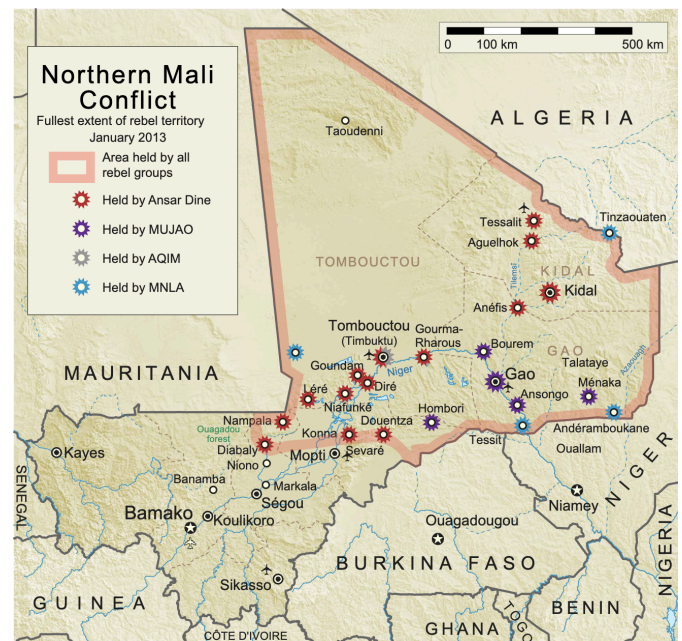 Northern Mali
Conflict
Fullest extent of rebel territory
January 2013
Area held by all
rebel groups
Held by Ansar Dine
Held by MUJAO
Held by AQIM
Held by MNLA
0 100 km 500 km
ALGERIA
Taoudenni
Tessalit
Tinzaouaten
Aguelhok
TOMBOUCTOU
KIDAL
Tilemsi
Kidal
Anéfis
Tombouctou
(Timbuktu)
Gourma-
Rharous
Bourem
GAO
Azaouagh
MAURITANIA
Goundam
Niger
Diré
Gao
Talataye
Ménaka
Léré
Niafunké
Ansongo
Nampala
Ouagadou
forest
Konna
Douentza
Hombori
Tessit
Andéramboukane
Diabaly
Niono
Mopti
Sevaré
Ouallam
Kayes
SENEGAL
Banamba
Markala
Ségou
Bamako
Koulikoro
Niamey
NIGER
Ouagadougou
BURKINA FASO
NIGERIA
Sikasso
GUINEA
BENIN
CÔTE D'IVOIRE
GHANA
TOGO